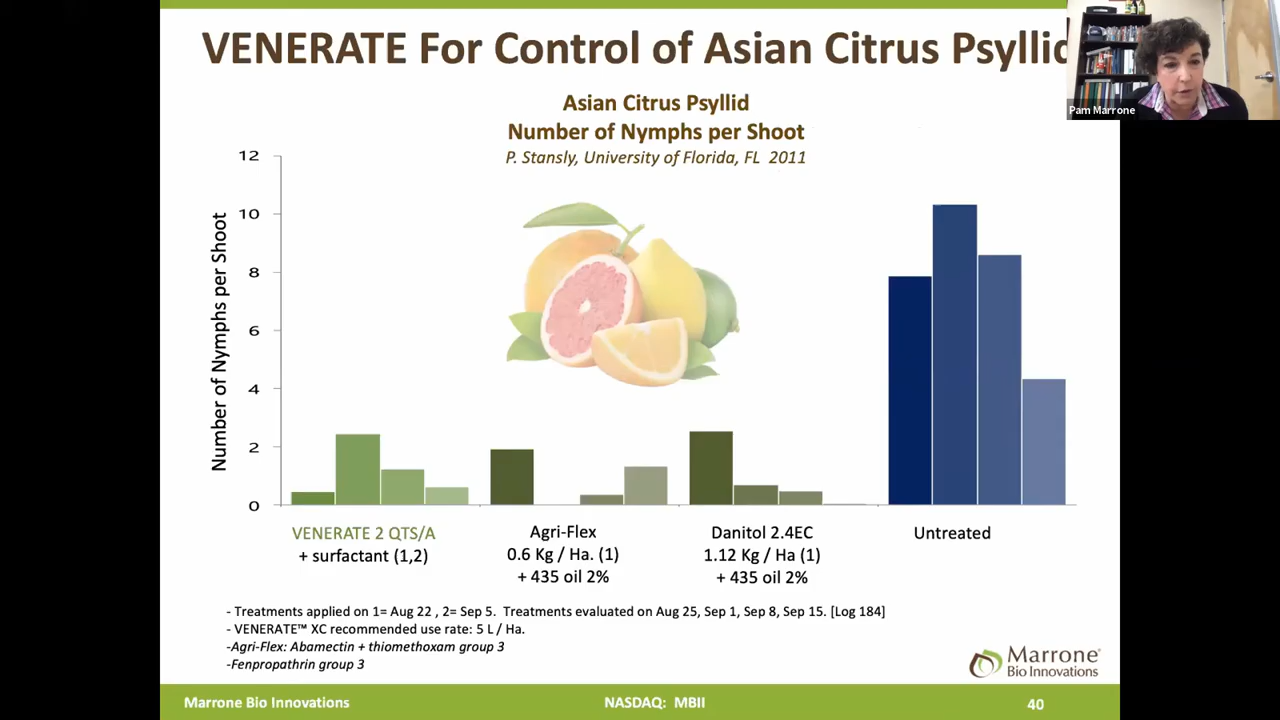 VENERATE For Control of Asian Citrus Psyllid
Pam Marrone
Asian Citrus Psyllid
Number of Nymphs per Shoot
P. Stansly, University of Florida, FL 2011
Number of Nymphs per Shoot
12
10
8
6
4
2
0
VENERATE 2 QTS/A
+ surfactant (1,2)
Agri-Flex
0.6 Kg / Ha. (1)
+ 435 oil 2%
Danitol 2.4EC
1.12 Kg / Ha (1)
+ 435 oil 2%
Untreated
- Treatments applied on 1= Aug 22 , 2= Sep 5. Treatments evaluated on Aug 25, Sep 1, Sep 8, Sep 15. [Log 184]
- VENERATE™ XC recommended use rate: 5 L / Ha.
-Agri-Flex: Abamectin + thiomethoxam group 3
-Fenpropathrin group 3
Marrone®
Bio Innovations
Marrone Bio Innovations
NASDAQ: MBII
40